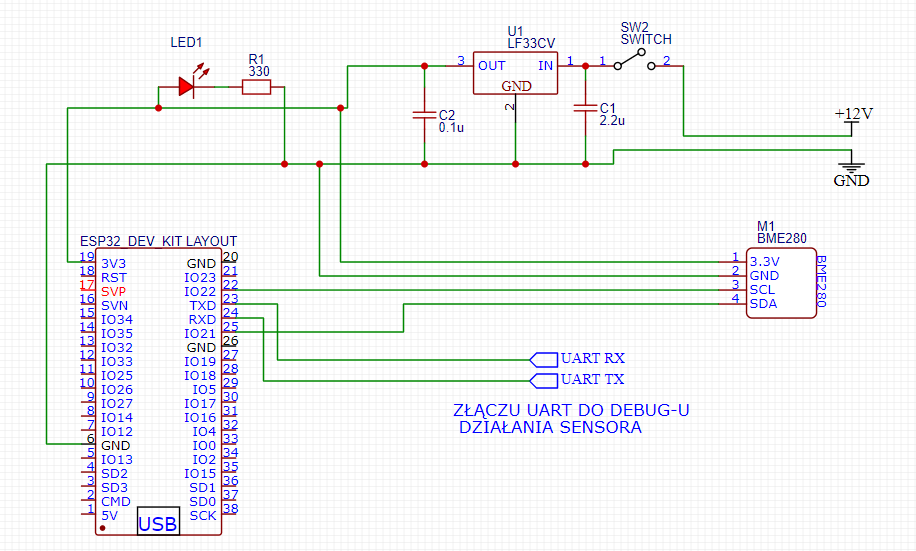 SW2
SWITCH
U1
LF33CV
LED1
R1
330
3 OUT IN 1 1 2
GND
2
C2
0.1u
C1
2.2u
+12V
GND
ESP32_DEV_KIT LAYOUT
19 3V3 GND 20
18 RST IO23 21
17 SVP IO22 22
16 SVN TXD 23
15 IO34 RXD 24
14 IO35 IO21 25
13 IO32 GND 26
12 IO33 IO19 27
11 IO25 IO18 28
10 IO26 IO5 29
9 IO27 IO17 30
8 IO14 IO16 31
7 IO12 IO4 32
6 GND IO0 33
5 IO13 IO2 34
4 SD2 IO15 35
3 SD3 SD1 36
2 CMD SD0 37
1 5V SCK 38
USB
M1
BME280
1 3.3V
2 GND
3 SCL
4 SDA
BME280
UART RX
UART TX
ZŁĄCZU UART DO DEBUG-U
DZIAŁANIA SENSORA